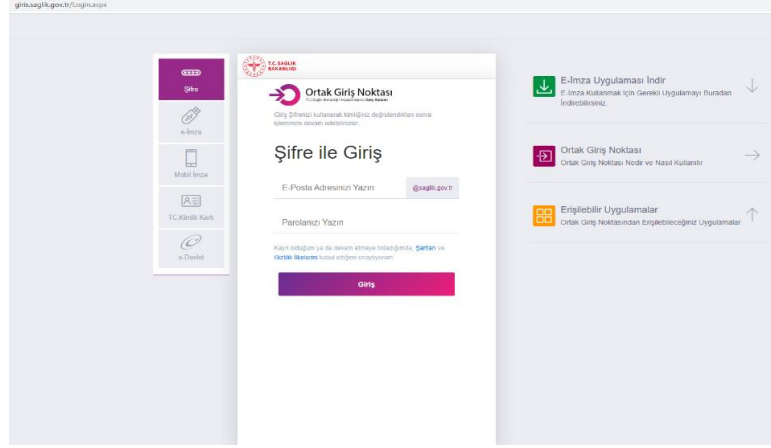 giris.saglik.gov.tr/Login.aspx
Şifre
e-İmza
Mobil İmza
T.C.Kimlik Kartı
e-Devlet
T.C. SAĞLIK
BAKANLIĞI
Ortak Giriş Noktası
Giriş Şifrenizi kullanarak kimliğiniz doğrulandıktan sonra
işleminize devam edebilirsiniz.
Şifre ile Giriş
E-Posta Adresinizi Yazın
@saglik.gov.tr
Parolanızı Yazın
Kayıt olduğum ya da devam etmeye tıkladığımda, Şartları ve
Gizlilik İlkelerini kabul ettiğimi onaylıyorum.
Giriş
E-İmza Uygulaması İndir
E-İmza Kullanmak İçin Gerekli Uygulamayı Buradan
İndirebilirsiniz.
Ortak Giriş Noktası
Ortak Giriş Noktası Nedir ve Nasıl Kullanılır
Erişilebilir Uygulamalar
Ortak Giriş Noktasından Erişilebileceğiniz Uygulamalar